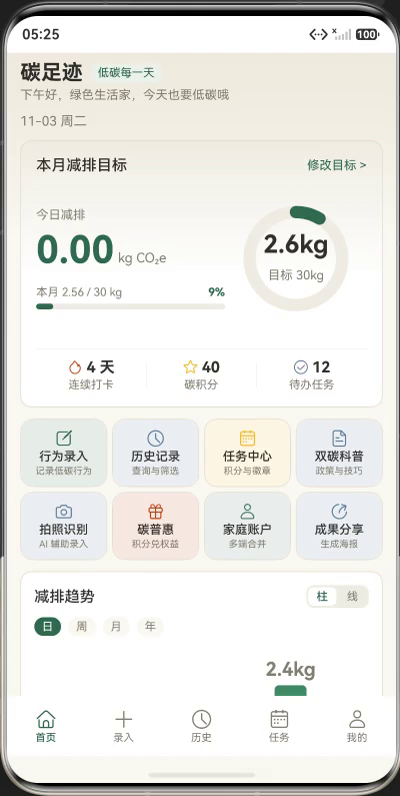 05:25
100
碳足迹
低碳每一天
下午好，绿色生活家，今天也要低碳哦
11-03 周二
本月减排目标
修改目标 >
今日减排
0.00 kg CO₂e
本月 2.56 / 30 kg
9%
2.6kg
目标 30kg
4 天
连续打卡
40
碳积分
12
待办任务
行为录入
记录低碳行为
历史记录
查询与筛选
任务中心
积分与徽章
双碳科普
政策与技巧
拍照识别
AI 辅助录入
碳普惠
积分兑权益
家庭账户
多端合并
成果分享
生成海报
减排趋势
柱
线
日
周
月
年
2.4kg
首页
录入
历史
任务
我的